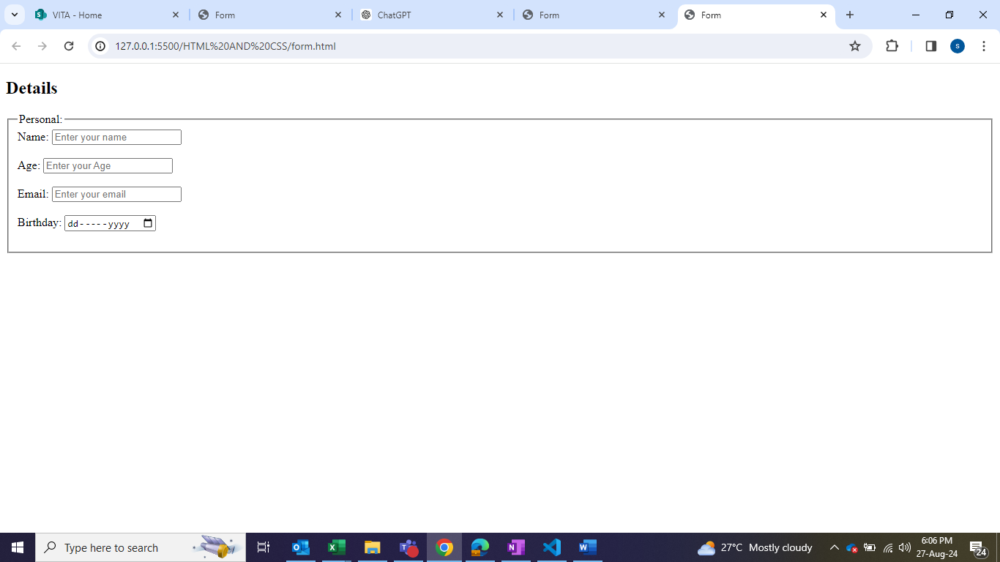 VITA - Home
Form
ChatGPT
Form
Form
127.0.0.1:5500/HTML%20AND%20CSS/form.html
S
Details
Personal:
Name: Enter your name
Age: Enter your Age
Email: Enter your email
Birthday: dd-----yyyy
Type here to search
27°C Mostly cloudy
6:06 PM
27-Aug-24
24